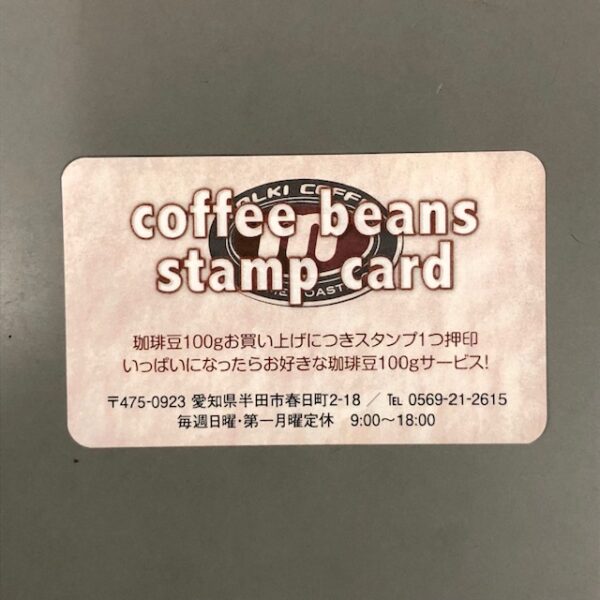 coffee beans
stamp card
珈琲豆100gお買い上げにつきスタンプ1つ押印
いっぱいになったらお好きな珈琲豆100gサービス!
〒475-0923 愛知県半田市春日町2-18 ／ TEL 0569-21-2615
毎週日曜・第一月曜定休 9:00～18:00